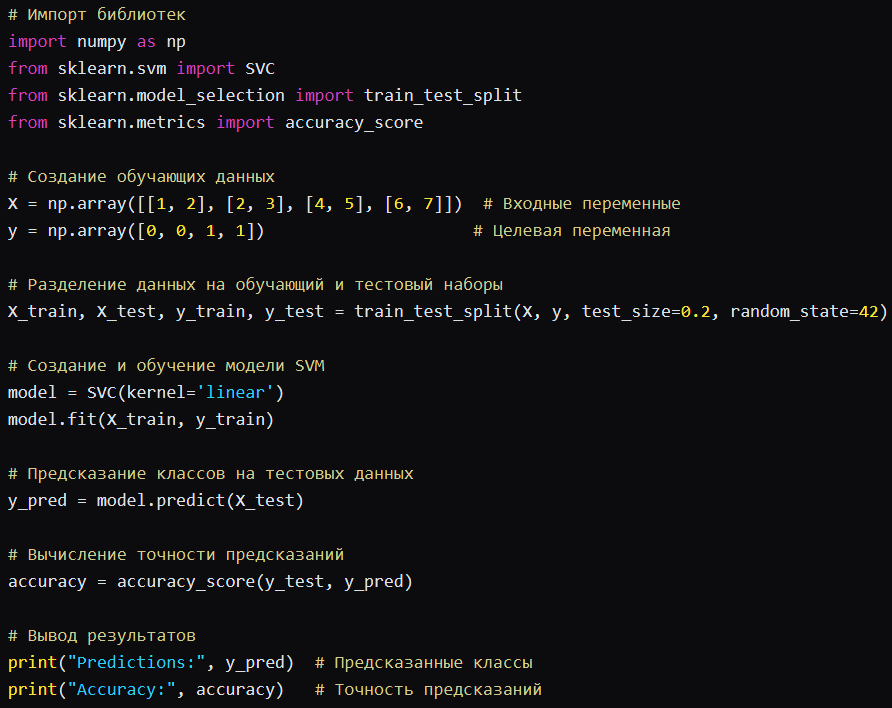 # Импорт библиотек
import numpy as np
from sklearn.svm import SVC
from sklearn.model_selection import train_test_split
from sklearn.metrics import accuracy_score
# Создание обучающих данных
X = np.array([[1, 2], [2, 3], [4, 5], [6, 7]])  # Входные переменные
y = np.array([0, 0, 1, 1])                     # Целевая переменная
# Разделение данных на обучающий и тестовый наборы
X_train, X_test, y_train, y_test = train_test_split(X, y, test_size=0.2, random_state=42)
# Создание и обучение модели SVM
model = SVC(kernel='linear')
model.fit(X_train, y_train)
# Предсказание классов на тестовых данных
y_pred = model.predict(X_test)
# Вычисление точности предсказаний
accuracy = accuracy_score(y_test, y_pred)
# Вывод результатов
print("Predictions:", y_pred)  # Предсказанные классы
print("Accuracy:", accuracy)   # Точность предсказаний